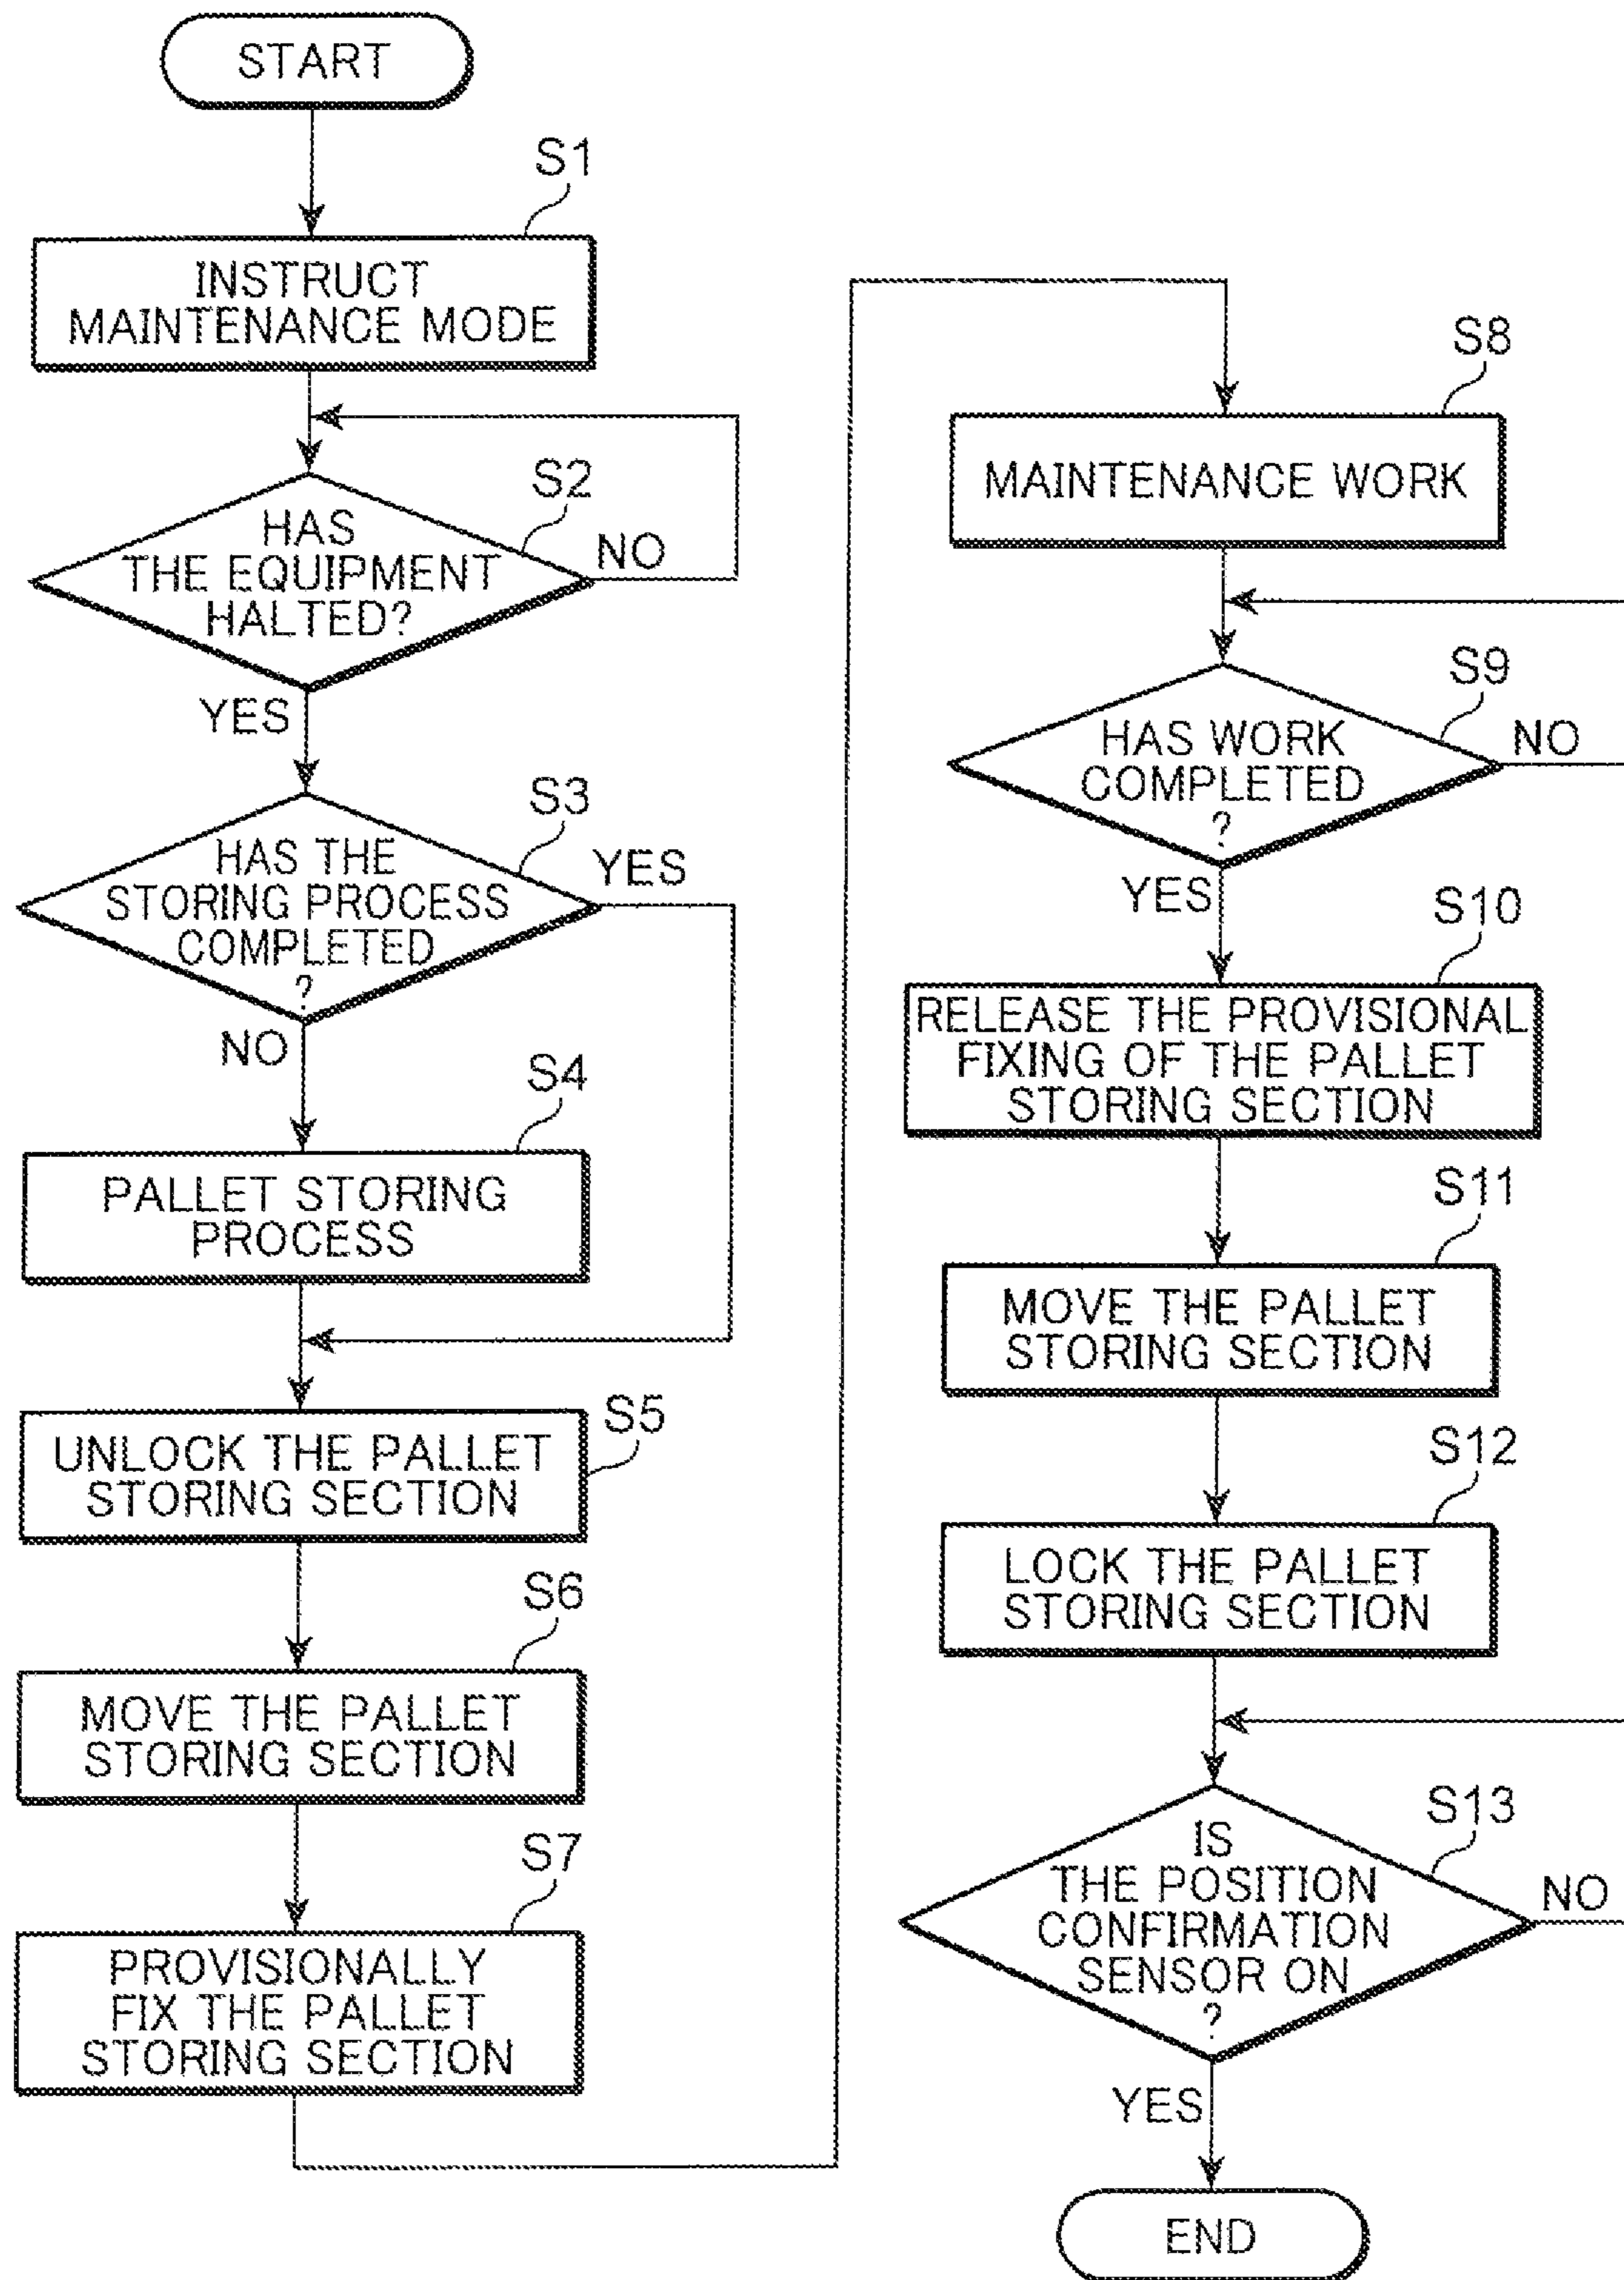 START
S1
INSTRUCT
MAINTENANCE MODE
S2
HAS
THE EQUIPMENT
HALTED?
NO
YES
S3
HAS THE
STORING PROCESS
COMPLETED
?
YES
NO
S4
PALLET STORING
PROCESS
S5
UNLOCK THE PALLET
STORING SECTION
S6
MOVE THE PALLET
STORING SECTION
S7
PROVISIONALLY
FIX THE PALLET
STORING SECTION
S8
MAINTENANCE WORK
S9
HAS WORK
COMPLETED
?
NO
YES
S10
RELEASE THE PROVISIONAL
FIXING OF THE PALLET
STORING SECTION
S11
MOVE THE PALLET
STORING SECTION
S12
LOCK THE PALLET
STORING SECTION
S13
IS
THE POSITION
CONFIRMATION
SENSOR ON
?
NO
YES
END